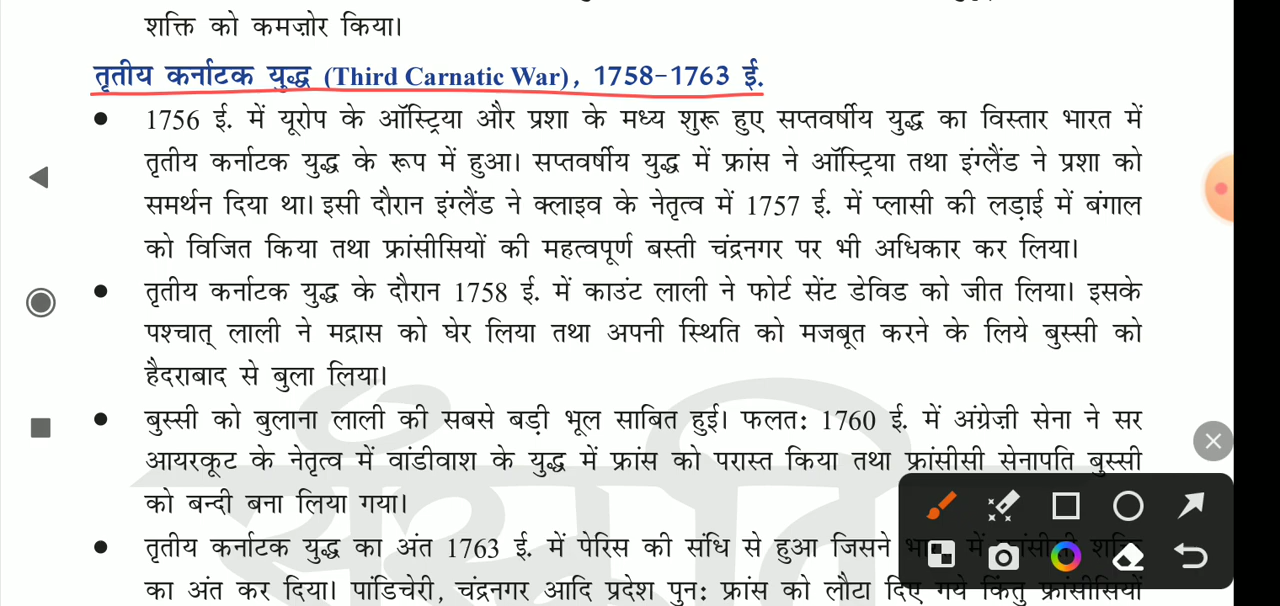 शक्ति को कमज़ोर किया।
तृतीय कर्नाटक युद्ध (Third Carnatic War), 1758-1763 ई.
● 1756 ई. में यूरोप के ऑस्ट्रिया और प्रशा के मध्य शुरू हुए सप्तवर्षीय युद्ध का विस्तार भारत में
तृतीय कर्नाटक युद्ध के रूप में हुआ। सप्तवर्षीय युद्ध में फ्रांस ने ऑस्ट्रिया तथा इंग्लैंड ने प्रशा को
समर्थन दिया था। इसी दौरान इंग्लैंड ने क्लाइव के नेतृत्व में 1757 ई. में प्लासी की लड़ाई में बंगाल
को विजित किया तथा फ्रांसीसियों की महत्वपूर्ण बस्ती चंद्रनगर पर भी अधिकार कर लिया।
● तृतीय कर्नाटक युद्ध के दौरान 1758 ई. में काउंट लाली ने फोर्ट सेंट डेविड को जीत लिया। इसके
पश्चात् लाली ने मद्रास को घेर लिया तथा अपनी स्थिति को मजबूत करने के लिये बुस्सी को
हैदराबाद से बुला लिया।
● बुस्सी को बुलाना लाली की सबसे बड़ी भूल साबित हुई। फलतः 1760 ई. में अंग्रेज़ी सेना ने सर
आयरकूट के नेतृत्व में वांडीवाश के युद्ध में फ्रांस को परास्त किया तथा फ्रांसीसी सेनापति बुस्सी
को बन्दी बना लिया गया।
● तृतीय कर्नाटक युद्ध का अंत 1763 ई. में पेरिस की संधि से हुआ जिसने
का अंत कर दिया। पांडिचेरी, चंद्रनगर आदि प्रदेश पुनः फ्रांस को लौटा दिए गये किंतु फ्रांसीसियों